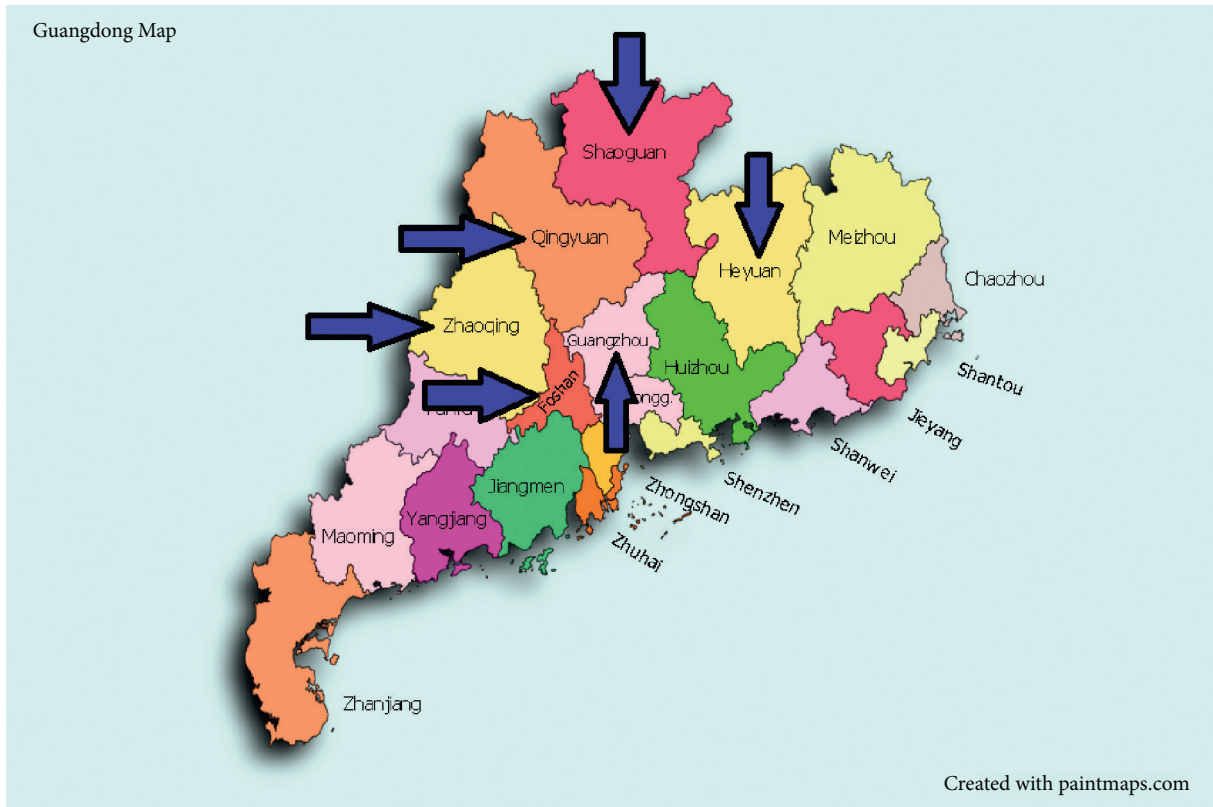 Guangdong Map
Shaoguan
Qingyuan
Meizhou
Heyuan
Chaozhou
Zhaoqing
Guangzhou
Huizhou
Foshan
ongg.
Shantou
Jieyang
Shanwei
Shenzhen
Zhongshan
Zhuhai
Jiangmen
Yangjiang
Maoming
Zhanjiang
Created with paintmaps.com